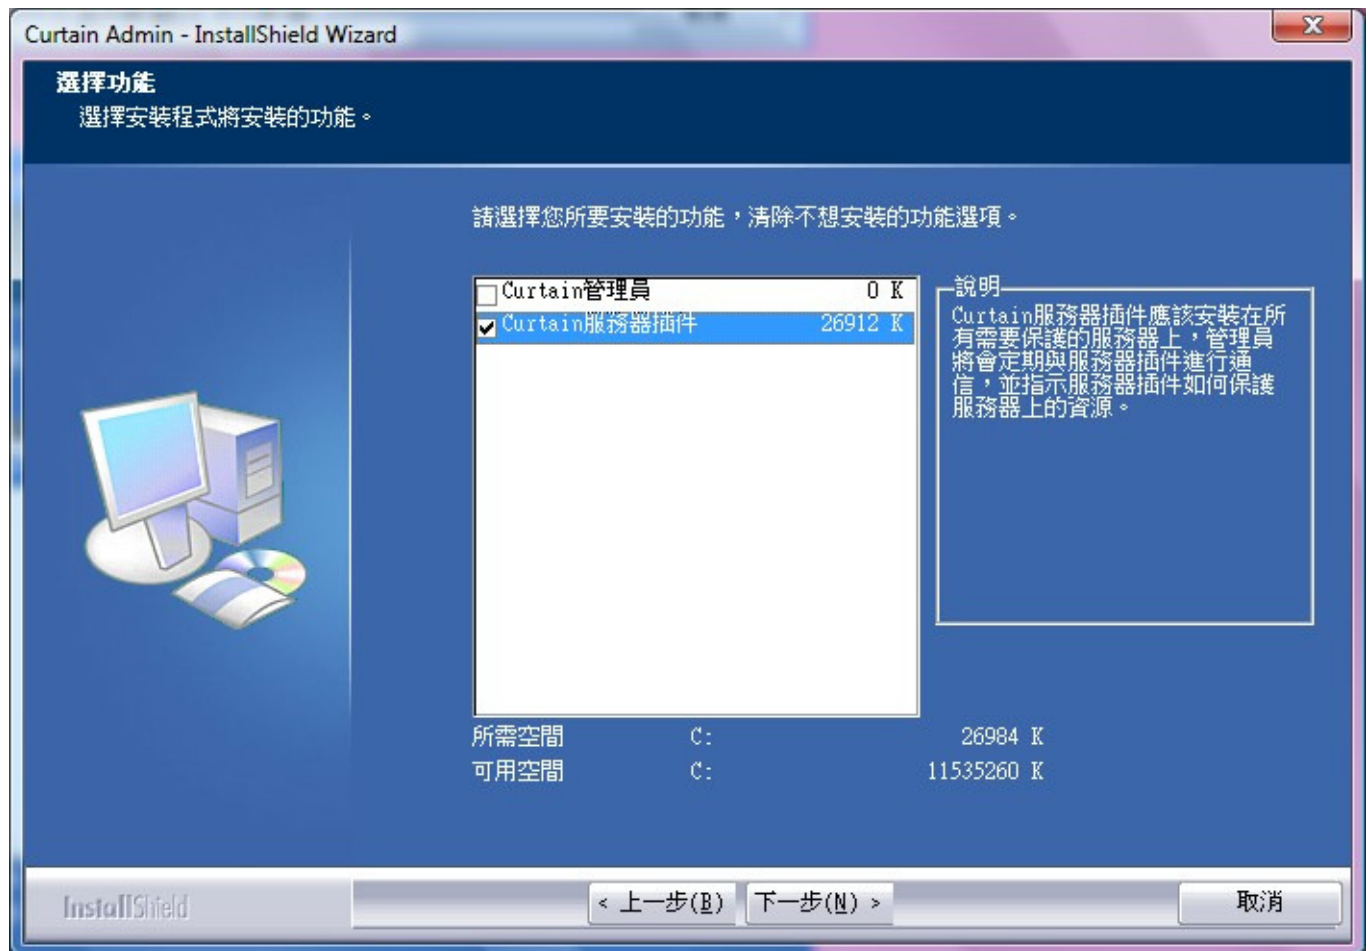 Curtain Admin - InstallShield Wizard
選擇功能
選擇安裝程式將安裝的功能。
請選擇您所要安裝的功能，清除不想安裝的功能選項。
Curtain管理員 0 K
Curtain服務器插件 26912 K
說明
Curtain服務器插件應該安裝在所
有需要保護的服務器上，管理員
將會定期與服務器插件進行通
信，並指示服務器插件如何保護
服務器上的資源。
所需空間 C: 26984 K
可用空間 C: 11535260 K
InstallShield
< 上一步(B) 下一步(N) > 取消